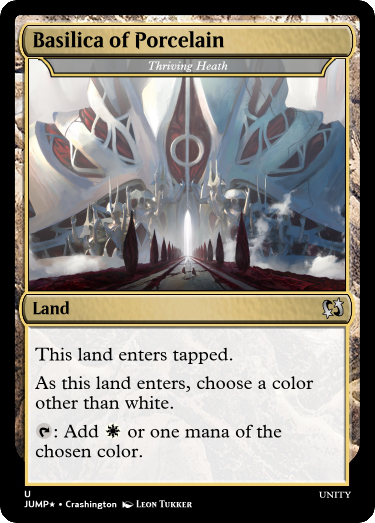 Basilica of Porcelain
Thriving Heath
Land
This land enters tapped.
As this land enters, choose a color
other than white.
: Add or one mana of the
chosen color.
U
JUMP★ • Crashington Leon Tukker
UNITY